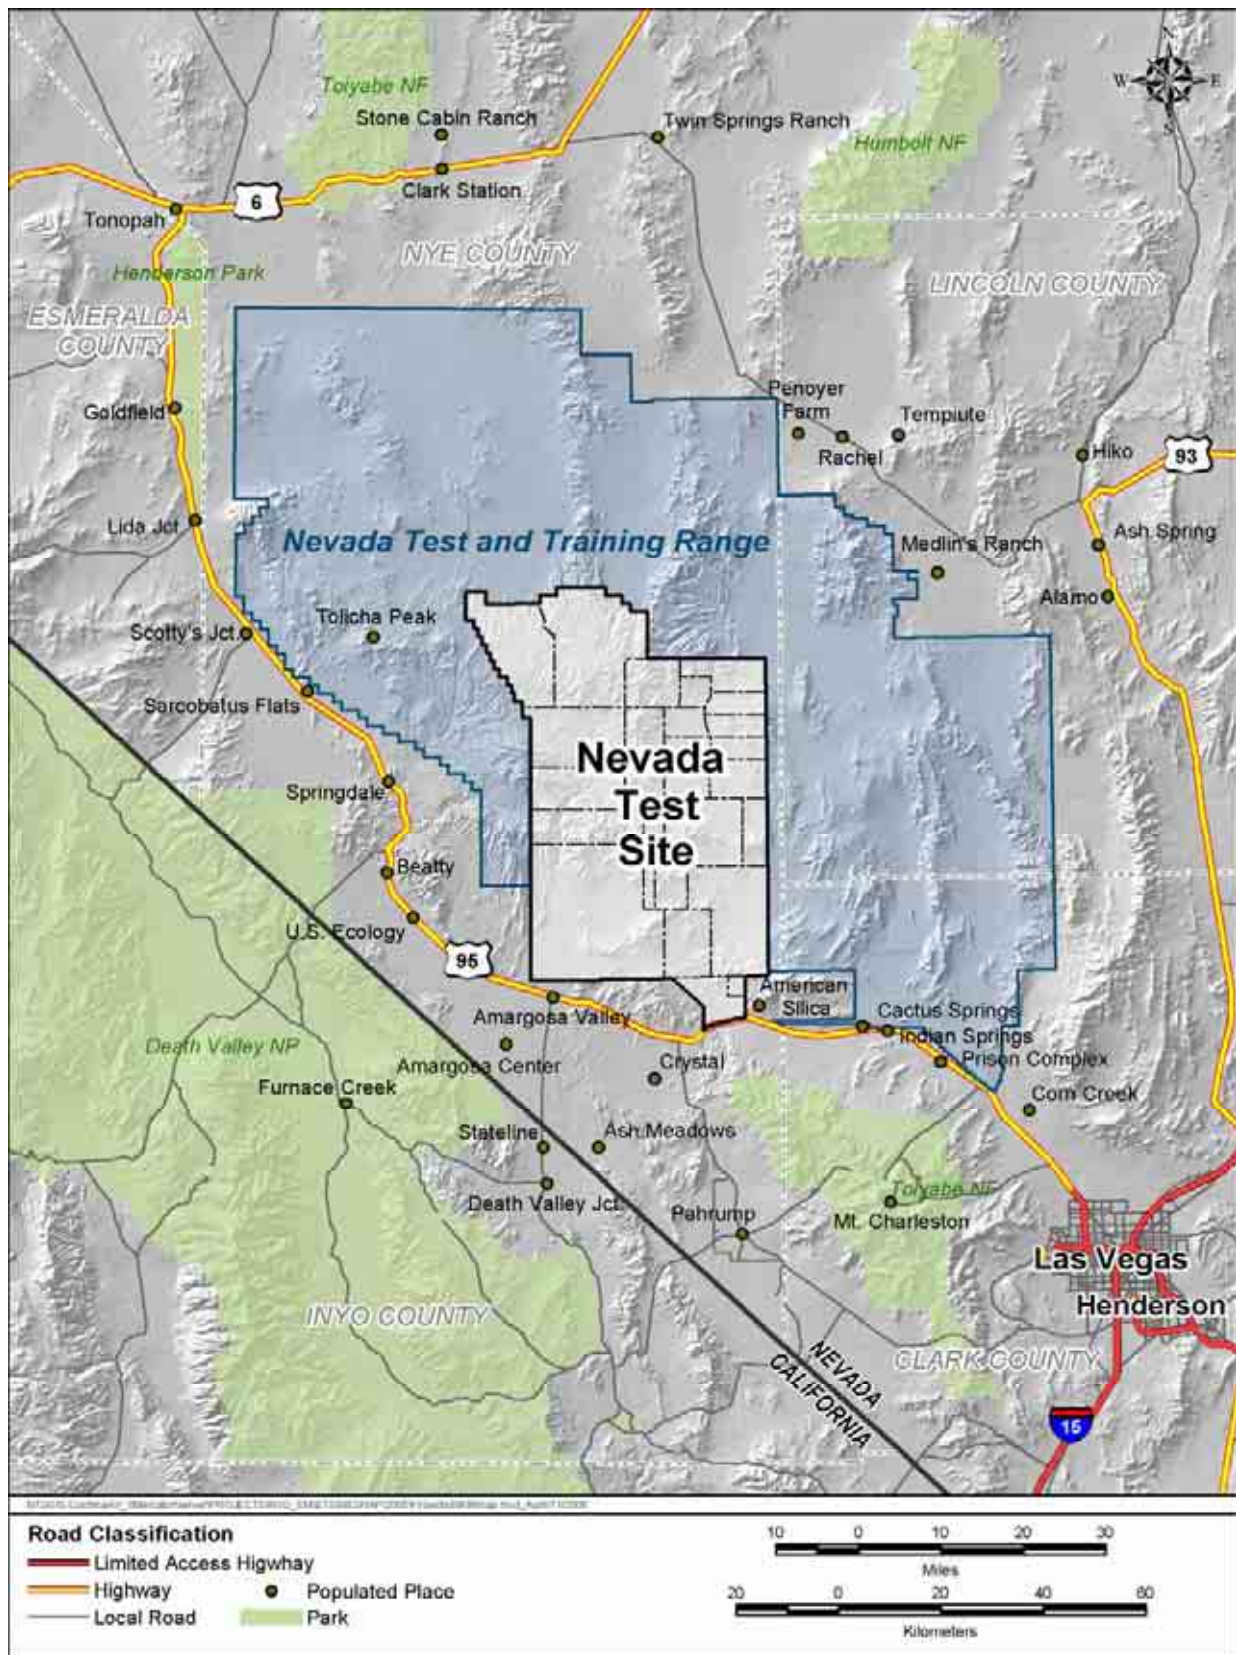 N
W E
S
Toiyabe NF
Stone Cabin Ranch
Twin Springs Ranch
Humbolt NF
Clark Station
6
Tonopah
NYE COUNTY
Henderson Park
LINCOLN COUNTY
ESMERALDA
COUNTY
Penoyer
Farm
Tempiute
Goldfield
Rachel
Hiko
93
Lida Jct
Nevada Test and Training Range
Ash Spring
Medlin's Ranch
Alamo
Tolicha Peak
Scotty's Jct.
Sarcobatus Flats
Nevada
Test
Site
Springdale
Beatty
U.S. Ecology
95
American
Silica
Amargosa Valley
Cactus Springs
Indian Springs
Death Valley NP
Amargosa Center
Crystal
Prison Complex
Furnace Creek
Corn Creek
Stateline
Ash Meadows
Toiyabe NF
Death Valley Jct.
Pahrump
Mt. Charleston
Las Vegas
Henderson
INYO COUNTY
NEVADA
CALIFORNIA
CLARK COUNTY
15
Road Classification
Limited Access Higwhay
Highway
Populated Place
Local Road
Park
10 0 10 20 30
Miles
20 0 20 40 60
Kilometers